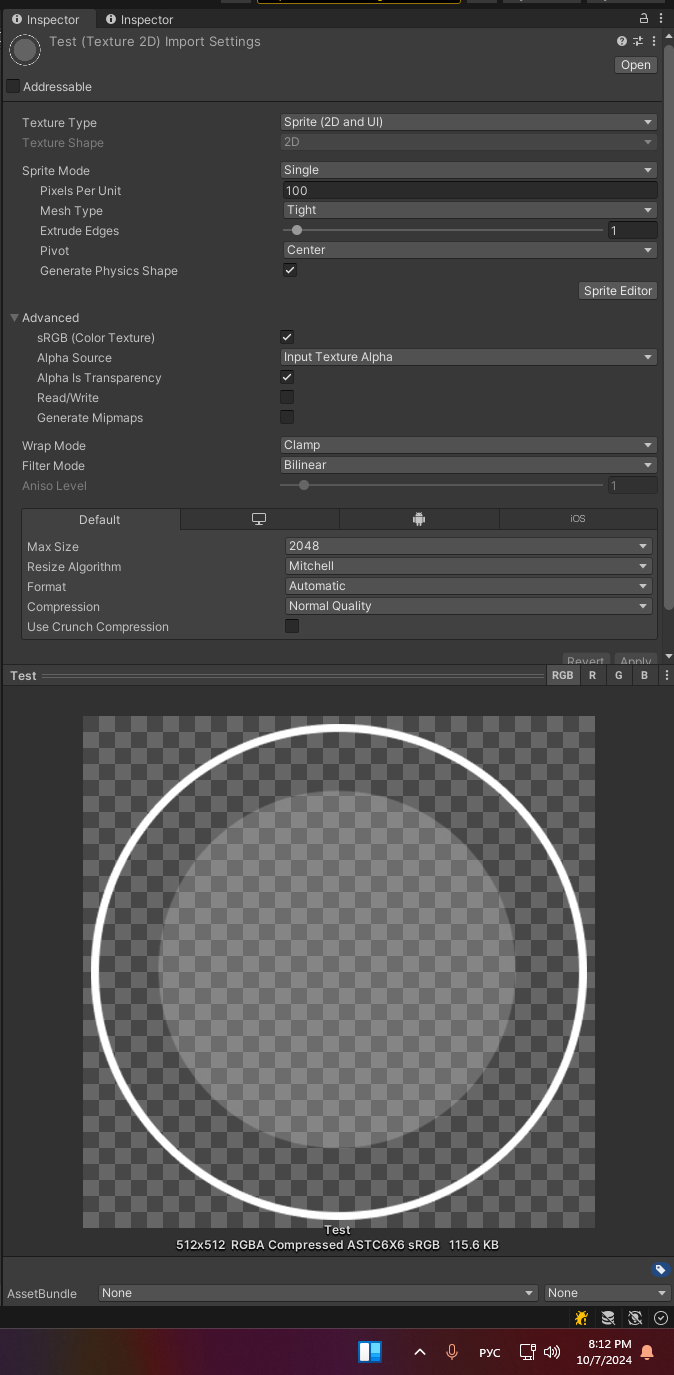 Inspector Inspector
Test (Texture 2D) Import Settings
Open
Addressable
Texture Type Sprite (2D and UI)
Texture Shape 2D
Sprite Mode Single
Pixels Per Unit 100
Mesh Type Tight
Extrude Edges 1
Pivot Center
Generate Physics Shape
Sprite Editor
Advanced
sRGB (Color Texture)
Alpha Source Input Texture Alpha
Alpha Is Transparency
Read/Write
Generate Mipmaps
Wrap Mode Clamp
Filter Mode Bilinear
Aniso Level 1
Default iOS
Max Size 2048
Resize Algorithm Mitchell
Format Automatic
Compression Normal Quality
Use Crunch Compression
Revert Apply
Test RGB R G B
Test
512x512 RGBA Compressed ASTC6X6 sRGB 115.6 KB
AssetBundle None None
РУС 8:12 PM
10/7/2024